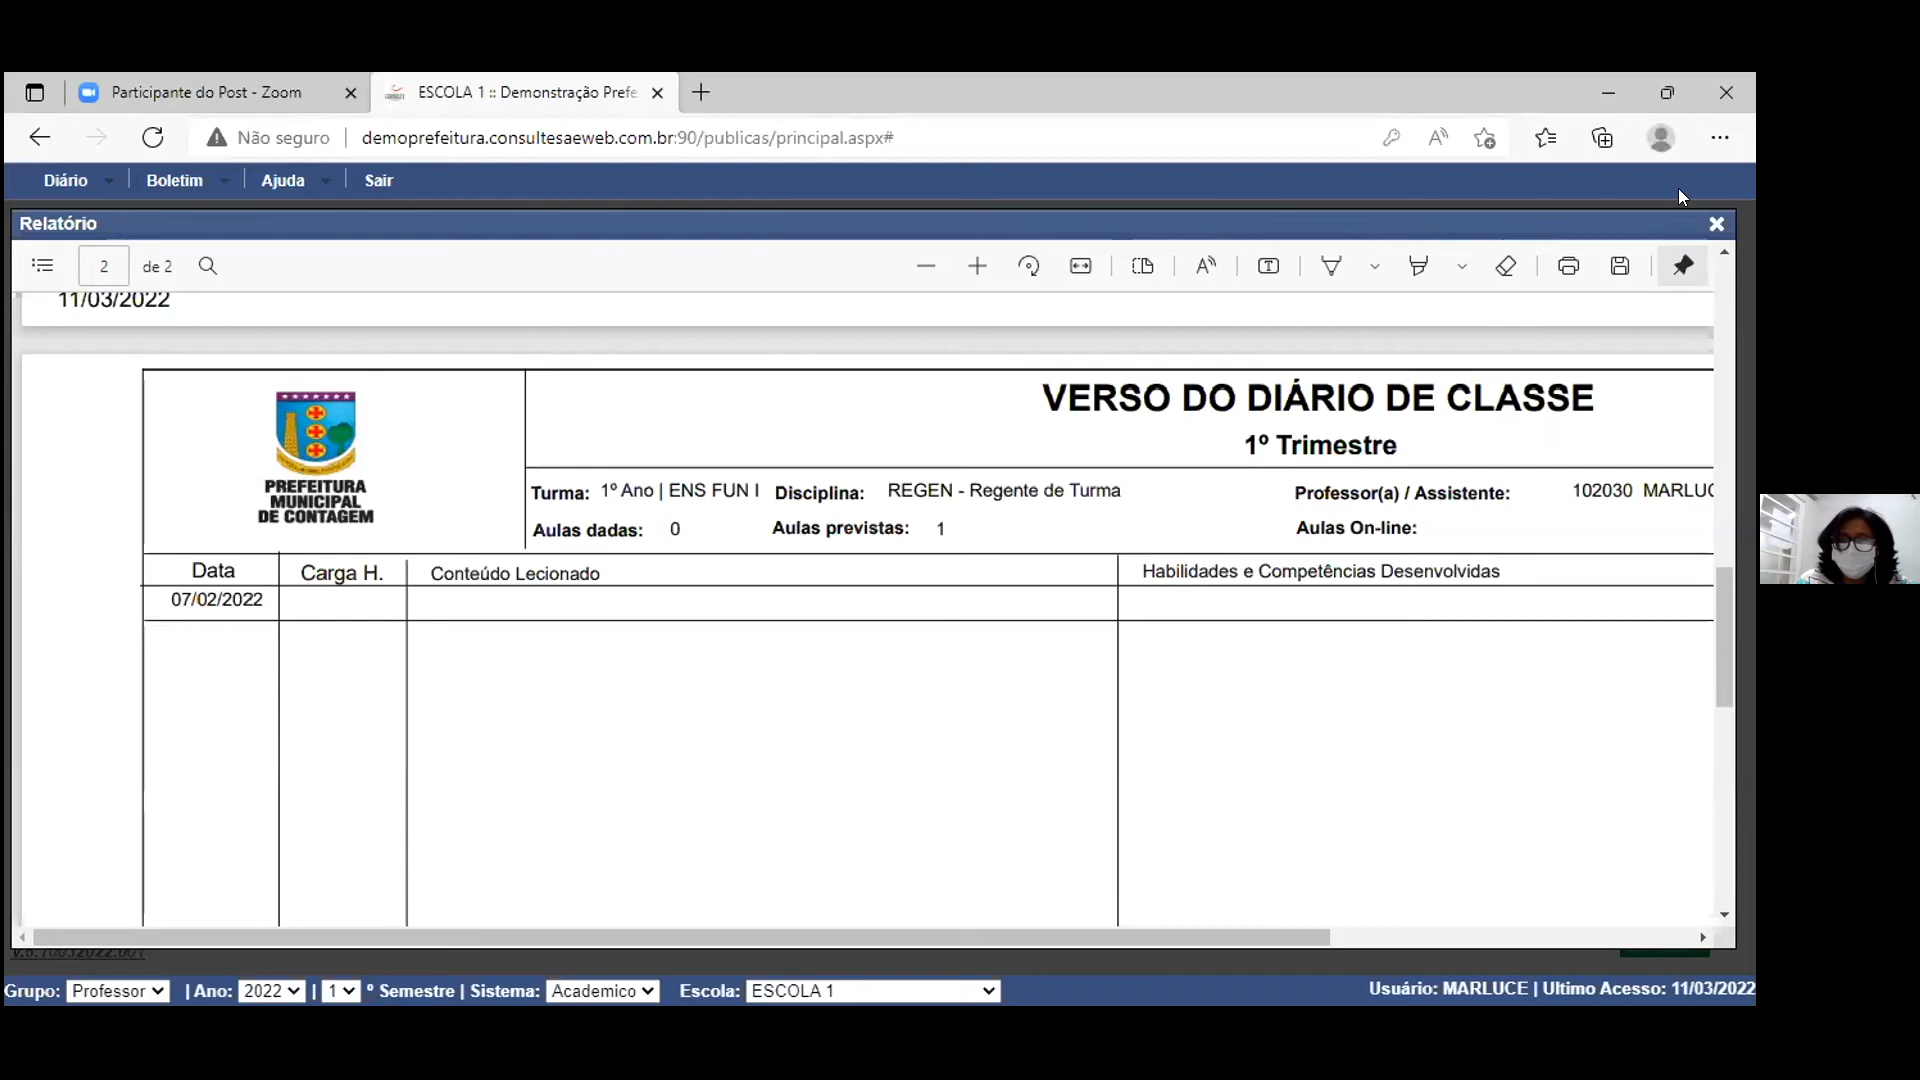 Participante do Post - Zoom
ESCOLA 1 :: Demonstração Prefe
Não seguro
demoprefeitura.consultesaeweb.com.br:90/publicas/principal.aspx#
Diário
Boletim
Ajuda
Sair
Relatório
2 de 2
11/03/2022
PREFEITURA
MUNICIPAL
DE CONTAGEM
VERSO DO DIÁRIO DE CLASSE
1º Trimestre
Turma: 1º Ano | ENS FUN I Disciplina: REGEN - Regente de Turma Professor(a) / Assistente: 102030 MARLUC
Aulas dadas: 0 Aulas previstas: 1 Aulas On-line:
Data Carga H. Conteúdo Lecionado Habilidades e Competências Desenvolvidas
07/02/2022
Grupo: Professor | Ano: 2022 | 1 º Semestre | Sistema: Academico Escola: ESCOLA 1 Usuário: MARLUCE | Ultimo Acesso: 11/03/2022